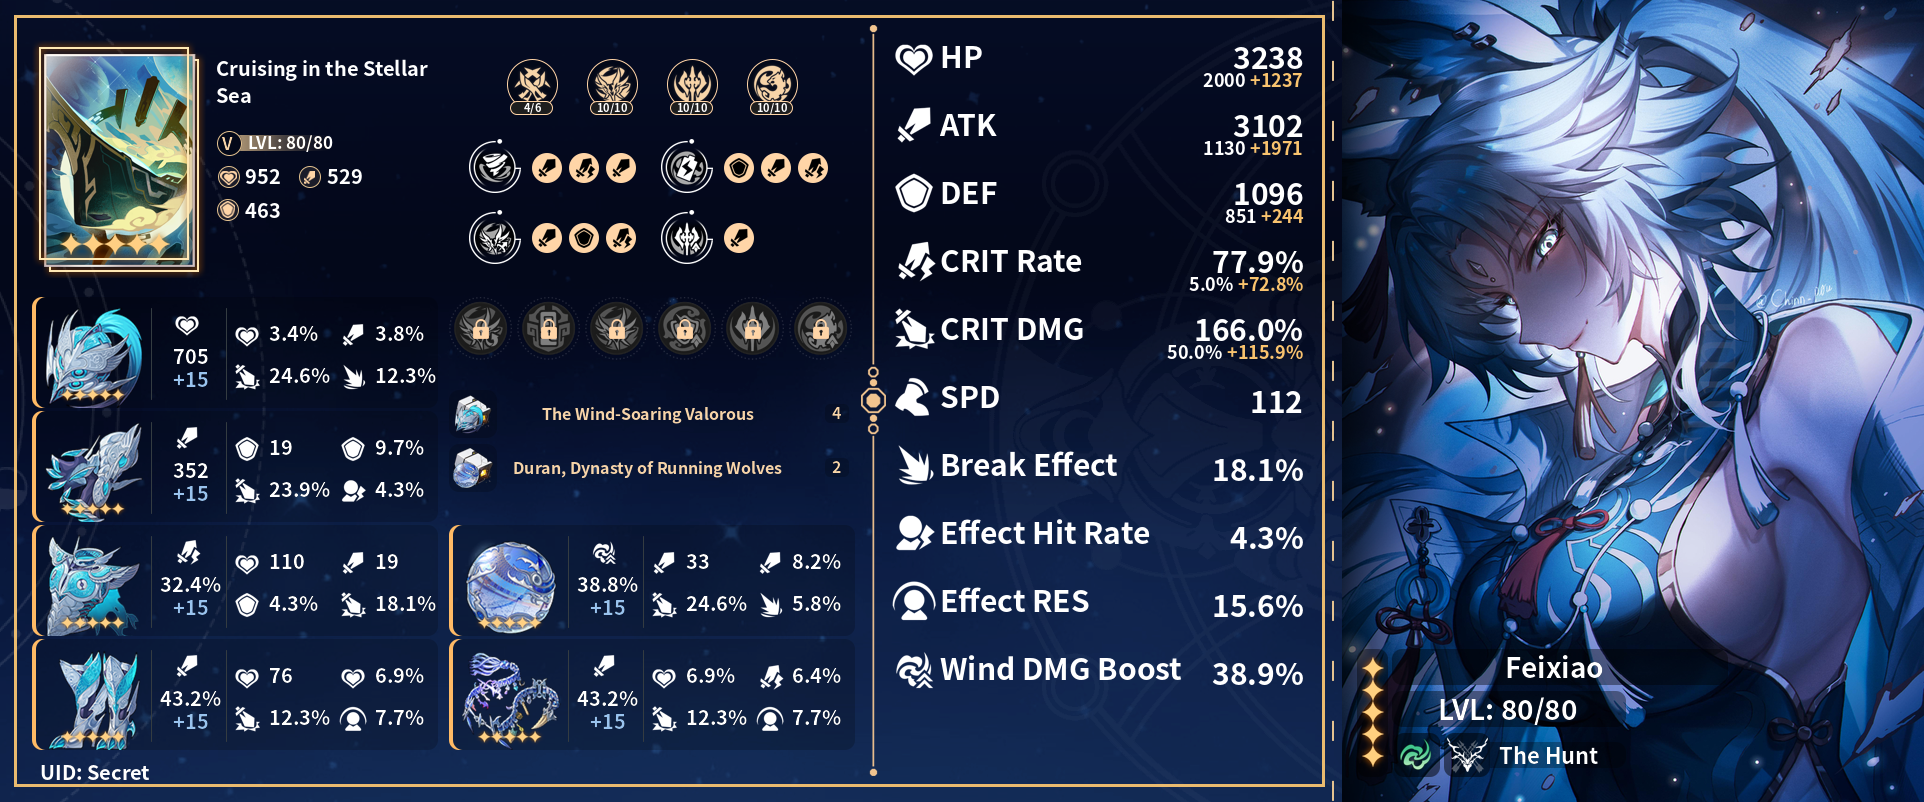 Cruising in the Stellar
Sea
V LVL: 80/80
952 529
463
4/6 10/10 10/10 10/10
705
+15
3.4% 3.8%
24.6% 12.3%
352
+15
19 9.7%
23.9% 4.3%
32.4%
+15
110 19
4.3% 18.1%
43.2%
+15
76 6.9%
12.3% 7.7%
The Wind-Soaring Valorous 4
Duran, Dynasty of Running Wolves 2
38.8%
+15
33 8.2%
24.6% 5.8%
43.2%
+15
6.9% 6.4%
12.3% 7.7%
UID: Secret
HP 3238
2000 +1237
ATK 3102
1130 +1971
DEF 1096
851 +244
CRIT Rate 77.9%
5.0% +72.8%
CRIT DMG 166.0%
50.0% +115.9%
SPD 112
Break Effect 18.1%
Effect Hit Rate 4.3%
Effect RES 15.6%
Wind DMG Boost 38.9%
Feixiao
LVL: 80/80
The Hunt